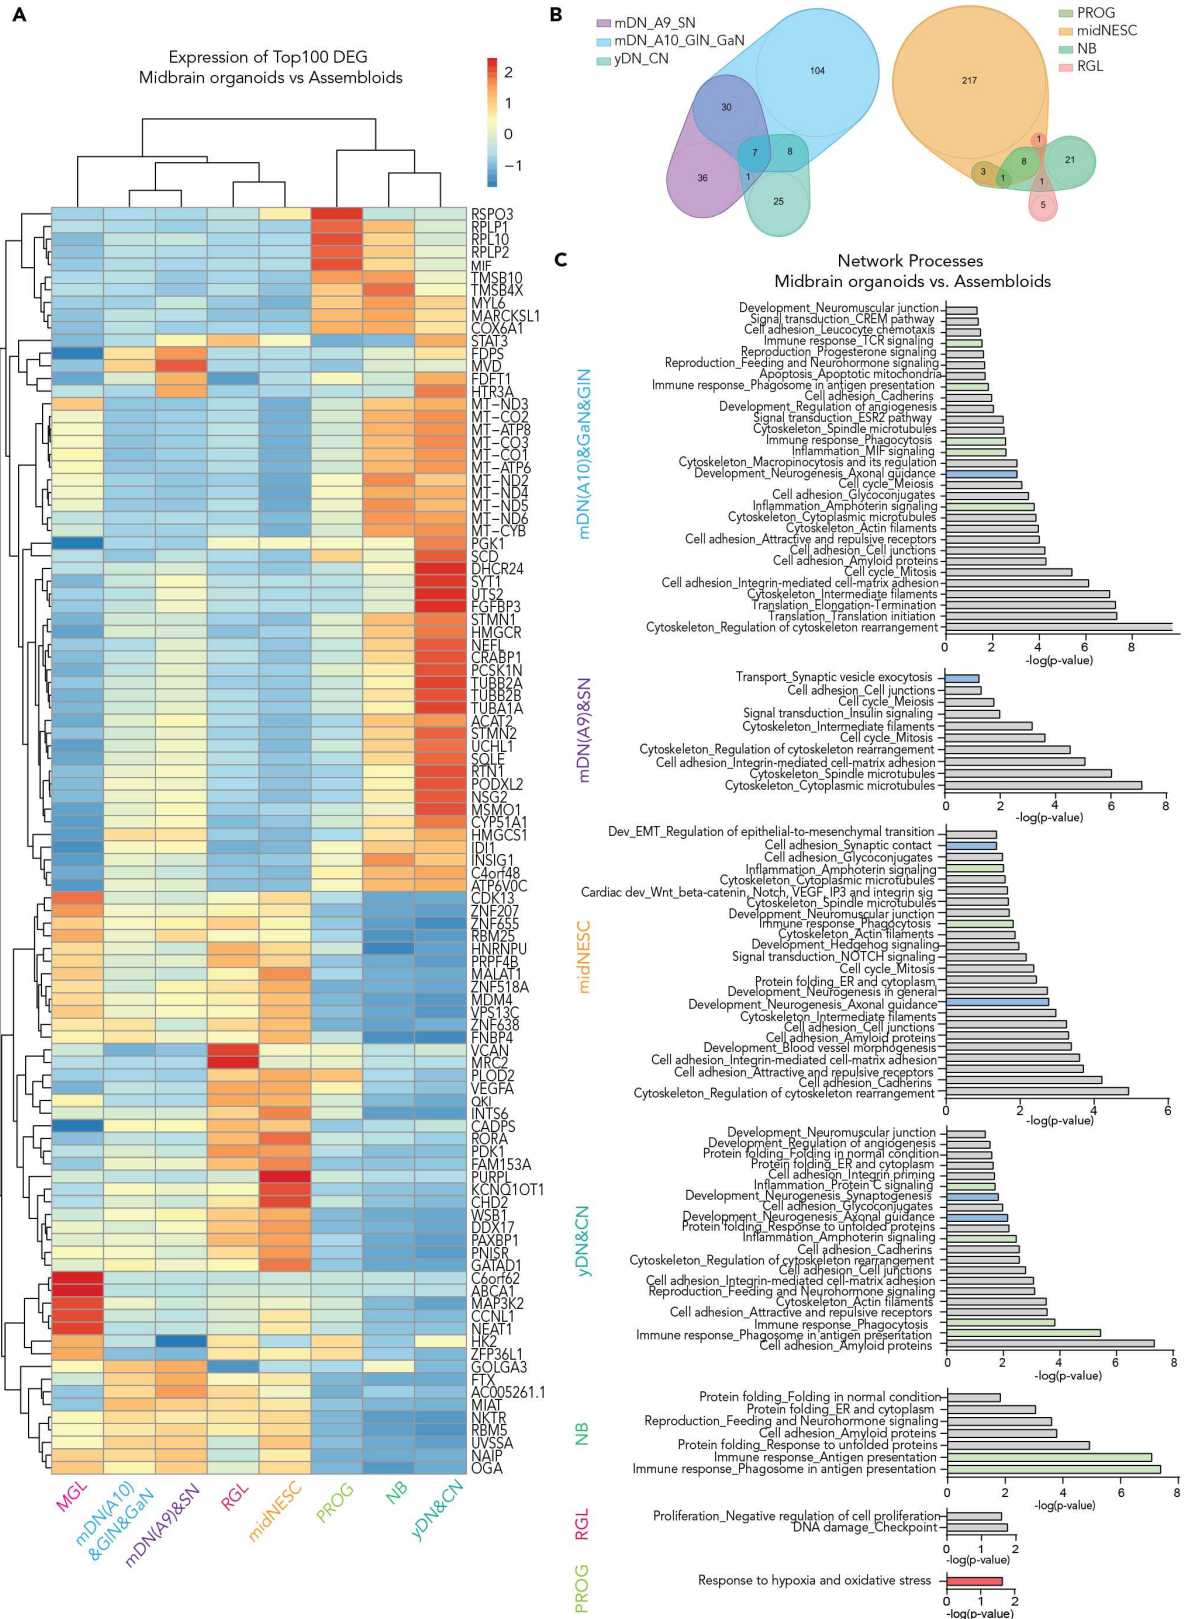 A
Expression of Top100 DEG
Midbrain organoids vs Assembloids
2
1
0
−1
RSPO3
RPLP1
RPL10
RPLP2
MIF
TMSB10
TMSB4X
MYL6
MARCKSL1
COX6A1
STAT3
FDPS
MVD
FDFT1
HTR3A
MT−ND3
MT−CO2
MT−ATP8
MT−CO3
MT−CO1
MT−ATP6
MT−ND2
MT−ND4
MT−ND5
MT−ND6
MT−CYB
PGK1
SCD
DHCR24
SYT1
UTS2
FGFBP3
STMN1
HMGCR
NEFL
CRABP1
PCSK1N
TUBB2A
TUBB2B
TUBA1A
ACAT2
STMN2
UCHL1
SQLE
RTN1
PODXL2
NSG2
MSMO1
CYP51A1
HMGCS1
IDI1
INSIG1
C4orf48
ATP6V0C
CDK13
ZNF207
ZNF655
RBM25
HNRNPU
PRPF4B
MALAT1
ZNF518A
MDM4
VPS13C
ZNF638
FNBP4
VCAN
MRC2
PLOD2
VEGFA
QKI
INTS6
CADPS
RORA
PDK1
FAM153A
PURPL
KCNQ1OT1
CHD2
WSB1
DDX17
PAXBP1
PNISR
GATAD1
C6orf62
ABCA1
MAP3K2
CCNL1
NEAT1
HK2
ZFP36L1
GOLGA3
FTX
AC005261.1
MIAT
NKTR
RBM5
UVSSA
NAIP
OGA
MGL
mDN(A10)
&GlN&GaN
mDN(A9)&SN
RGL
midNESC
PROG
NB
yDN&CN
B
mDN_A9_SN
mDN_A10_GlN_GaN
yDN_CN
104
30
7
8
36
1
25
PROG
midNESC
NB
RGL
217
1
8
21
3
1
1
5
C
Network Processes
Midbrain organoids vs. Assembloids
mDN(A10)&GaN&GlN
Development_Neuromuscular junction
Signal transduction_CREM pathway
Cell adhesion_Leucocyte chemotaxis
Immune response_TCR signaling
Reproduction_Progesterone signaling
Reproduction_Feeding and Neurohormone signaling
Apoptosis_Apoptotic mitochondria
Immune response_Phagosome in antigen presentation
Cell adhesion_Cadherins
Development_Regulation of angiogenesis
Signal transduction_ESR2 pathway
Cytoskeleton_Spindle microtubules
Immune response_Phagocytosis
Inflammation_MIF signaling
Cytoskeleton_Macropinocytosis and its regulation
Development_Neurogenesis_Axonal guidance
Cell cycle_Meiosis
Cell adhesion_Glycoconjugates
Inflammation_Amphoterin signaling
Cytoskeleton_Cytoplasmic microtubules
Cytoskeleton_Actin filaments
Cell adhesion_Attractive and repulsive receptors
Cell adhesion_Cell junctions
Cell adhesion_Amyloid proteins
Cell cycle_Mitosis
Cell adhesion_Integrin-mediated cell-matrix adhesion
Cytoskeleton_Intermediate filaments
Translation_Elongation-Termination
Translation_Translation initiation
Cytoskeleton_Regulation of cytoskeleton rearrangement
0 2 4 6 8
-log(p-value)
mDN(A9)&SN
Transport_Synaptic vesicle exocytosis
Cell adhesion_Cell junctions
Cell cycle_Meiosis
Signal transduction_Insulin signaling
Cytoskeleton_Intermediate filaments
Cell cycle_Mitosis
Cytoskeleton_Regulation of cytoskeleton rearrangement
Cell adhesion_Integrin-mediated cell-matrix adhesion
Cytoskeleton_Spindle microtubules
Cytoskeleton_Cytoplasmic microtubules
0 2 4 6 8
-log(p-value)
midNESC
Dev_EMT_Regulation of epithelial-to-mesenchymal transition
Cell adhesion_Synaptic contact
Cell adhesion_Glycoconjugates
Inflammation_Amphoterin signaling
Cytoskeleton_Cytoplasmic microtubules
Cardiac dev_Wnt_beta-catenin, Notch, VEGF, IP3 and integrin sig
Cytoskeleton_Spindle microtubules
Development_Neuromuscular junction
Immune response_Phagocytosis
Cytoskeleton_Actin filaments
Development_Hedgehog signaling
Signal transduction_NOTCH signaling
Cell cycle_Mitosis
Protein folding_ER and cytoplasm
Development_Neurogenesis in general
Development_Neurogenesis_Axonal guidance
Cytoskeleton_Intermediate filaments
Cell adhesion_Cell junctions
Cell adhesion_Amyloid proteins
Development_Blood vessel morphogenesis
Cell adhesion_Integrin-mediated cell-matrix adhesion
Cell adhesion_Attractive and repulsive receptors
Cell adhesion_Cadherins
Cytoskeleton_Regulation of cytoskeleton rearrangement
0 2 4 6
-log(p-value)
yDN&CN
Development_Neuromuscular junction
Development_Regulation of angiogenesis
Protein folding_Folding in normal condition
Protein folding_ER and cytoplasm
Cell adhesion_Integrin priming
Inflammation_Protein C signaling
Development_Neurogenesis_Synaptogenesis
Cell adhesion_Glycoconjugates
Development_Neurogenesis_Axonal guidance
Protein folding_Response to unfolded proteins
Inflammation_Amphoterin signaling
Cell adhesion_Cadherins
Cytoskeleton_Regulation of cytoskeleton rearrangement
Cell adhesion_Cell junctions
Cell adhesion_Integrin-mediated cell-matrix adhesion
Reproduction_Feeding and Neurohormone signaling
Cytoskeleton_Actin filaments
Cell adhesion_Attractive and repulsive receptors
Immune response_Phagocytosis
Immune response_Phagosome in antigen presentation
Cell adhesion_Amyloid proteins
0 2 4 6 8
-log(p-value)
NB
Protein folding_Folding in normal condition
Protein folding_ER and cytoplasm
Reproduction_Feeding and Neurohormone signaling
Cell adhesion_Amyloid proteins
Protein folding_Response to unfolded proteins
Immune response_Antigen presentation
Immune response_Phagosome in antigen presentation
0 2 4 6 8
-log(p-value)
RGL
Proliferation_Negative regulation of cell proliferation
DNA damage_Checkpoint
0 1 2
-log(p-value)
PROG
Response to hypoxia and oxidative stress
0 1 2
-log(p-value)